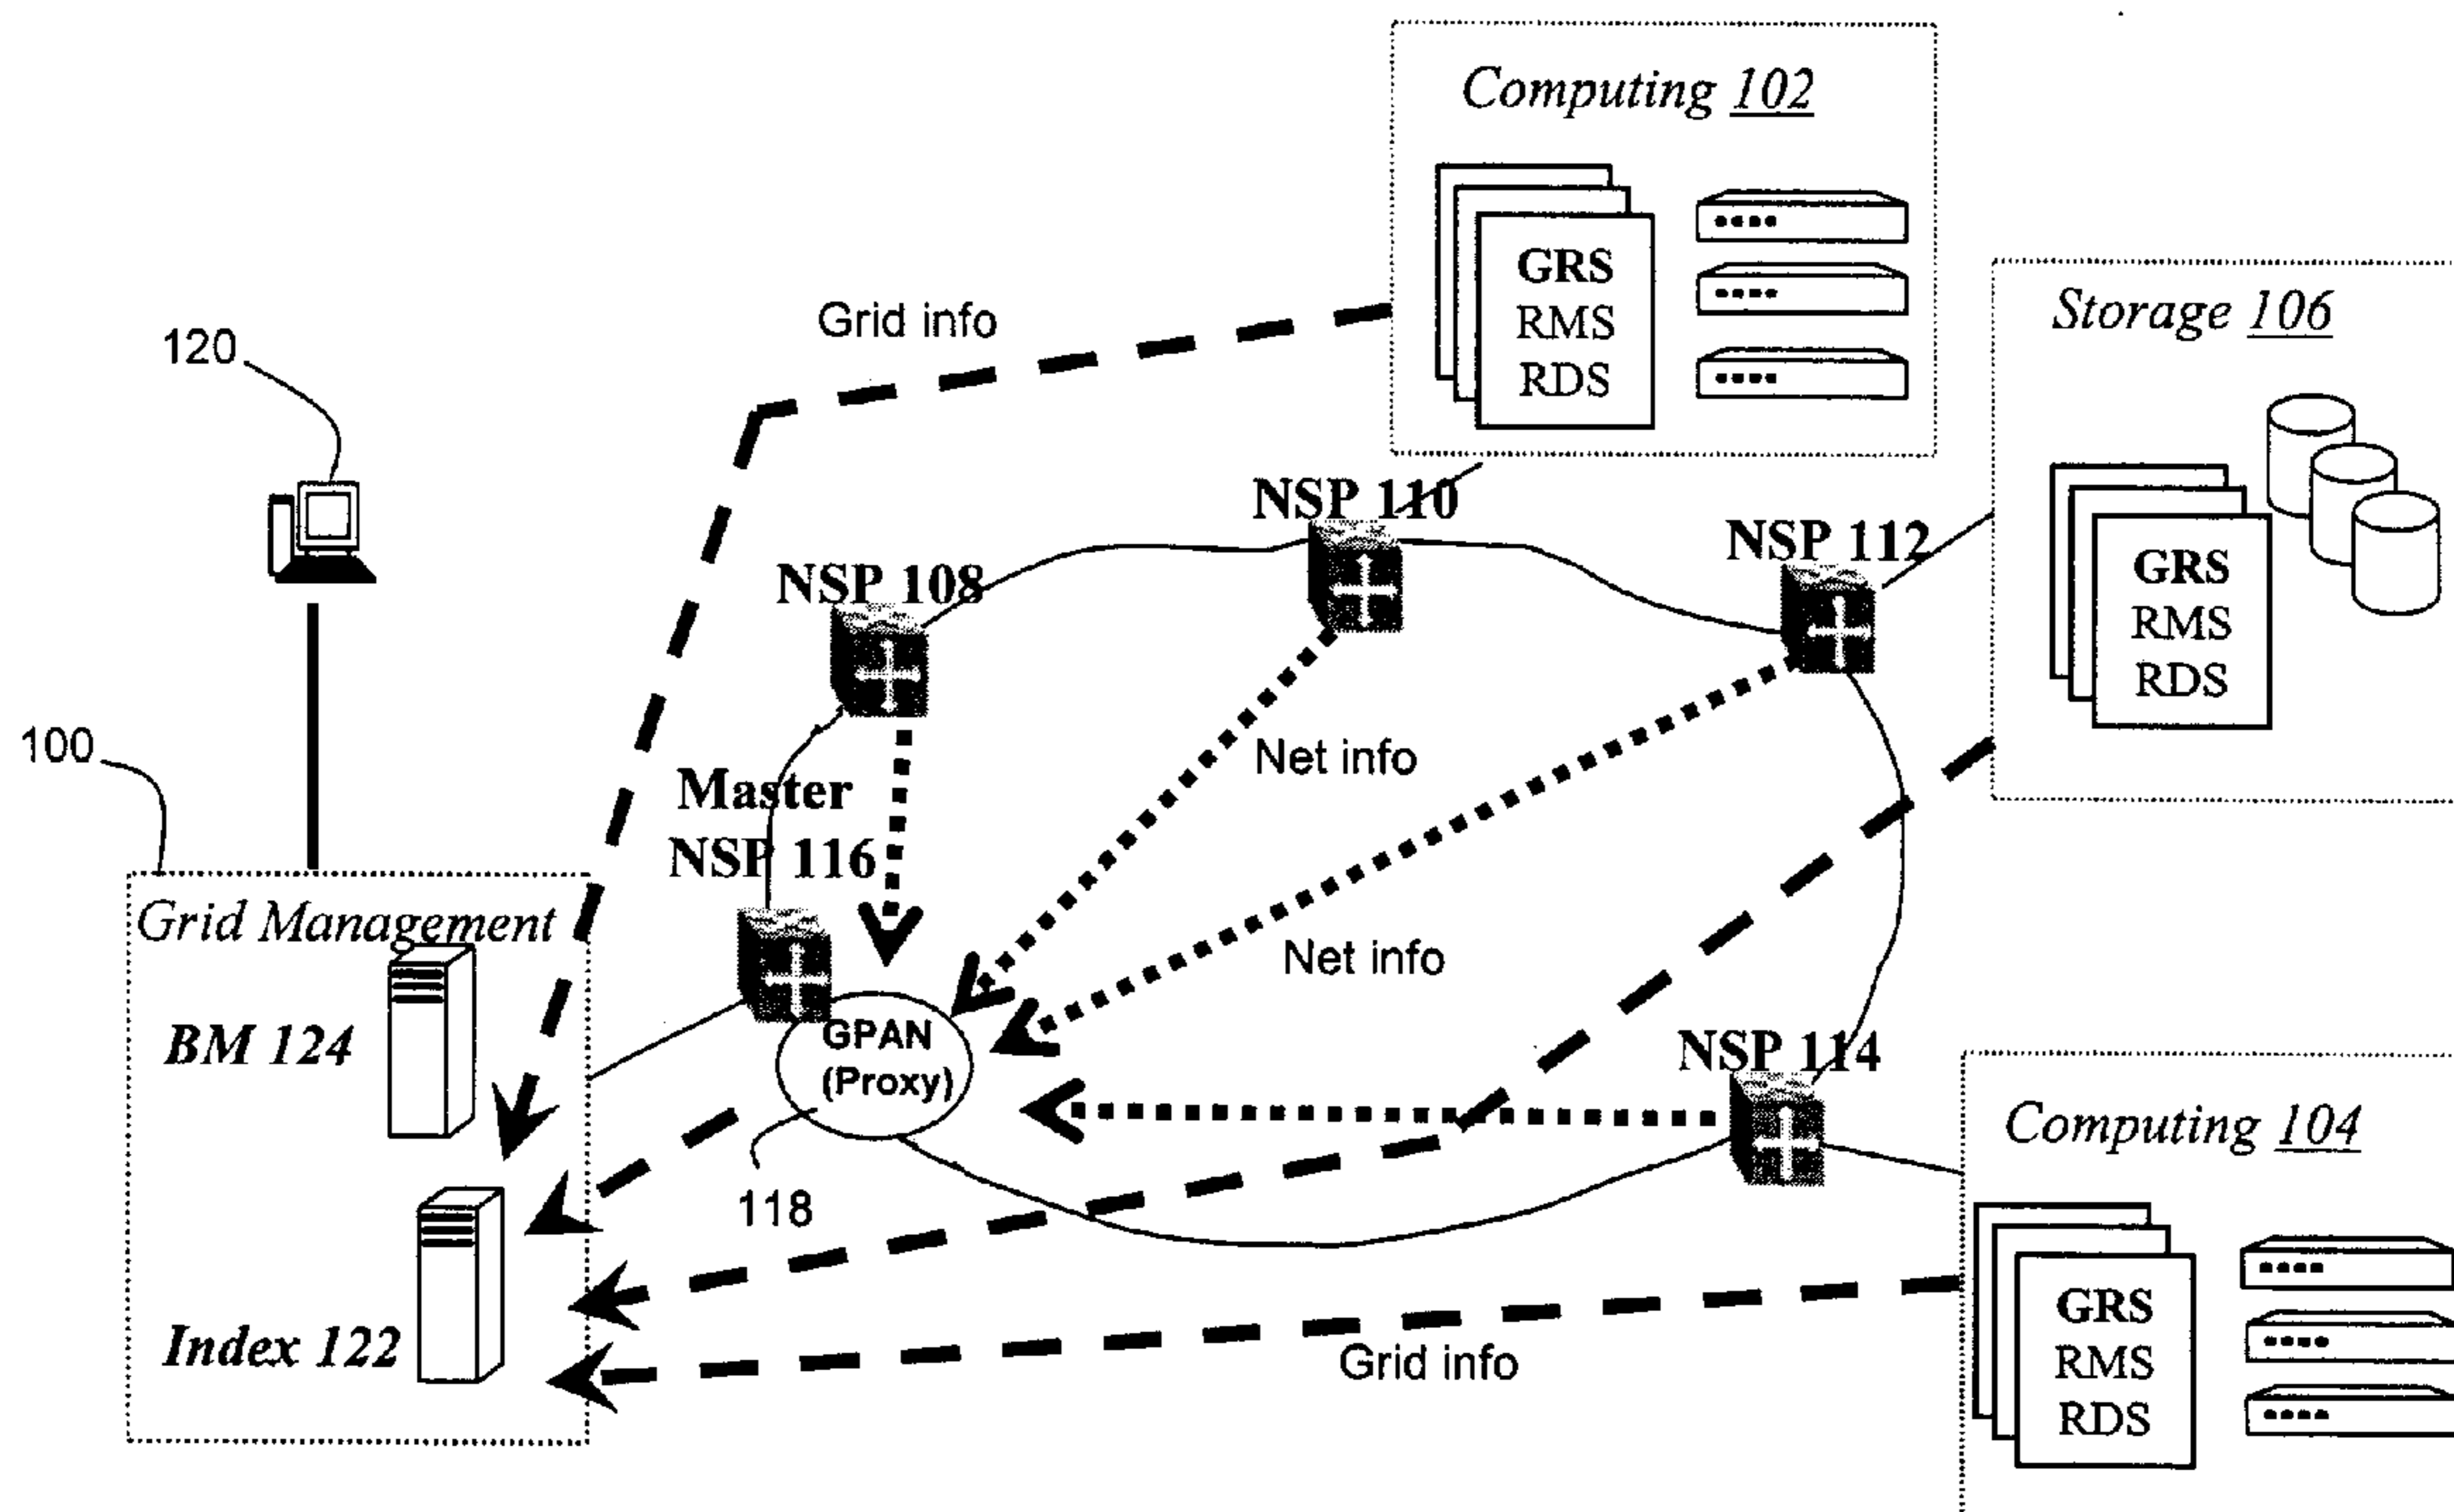 Computing 102
GRS
RMS
RDS
Storage 106
GRS
RMS
RDS
Grid info
120
NSP 110
NSP 112
NSP 108
100
Net info
Master
NSP 116
Grid Management
Net info
BM 124
GPAN
(Proxy)
NSP 114
Computing 104
118
Index 122
Grid info
GRS
RMS
RDS